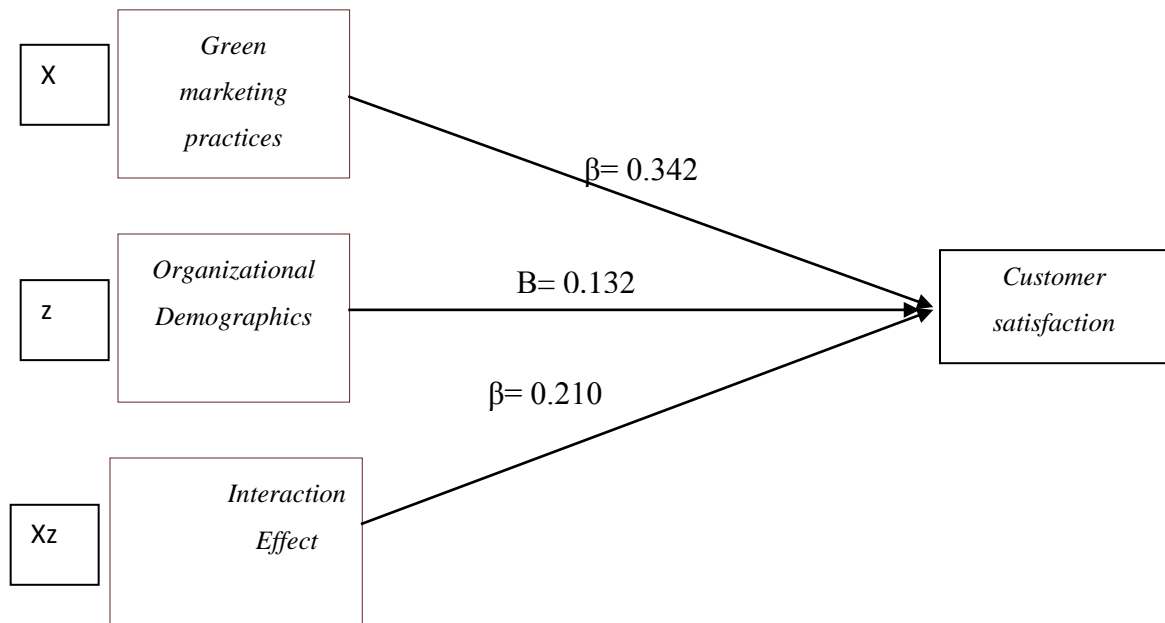 X
Green
marketing
practices
β= 0.342
z
Organizational
Demographics
B= 0.132
Customer
satisfaction
β= 0.210
Xz
Interaction
Effect